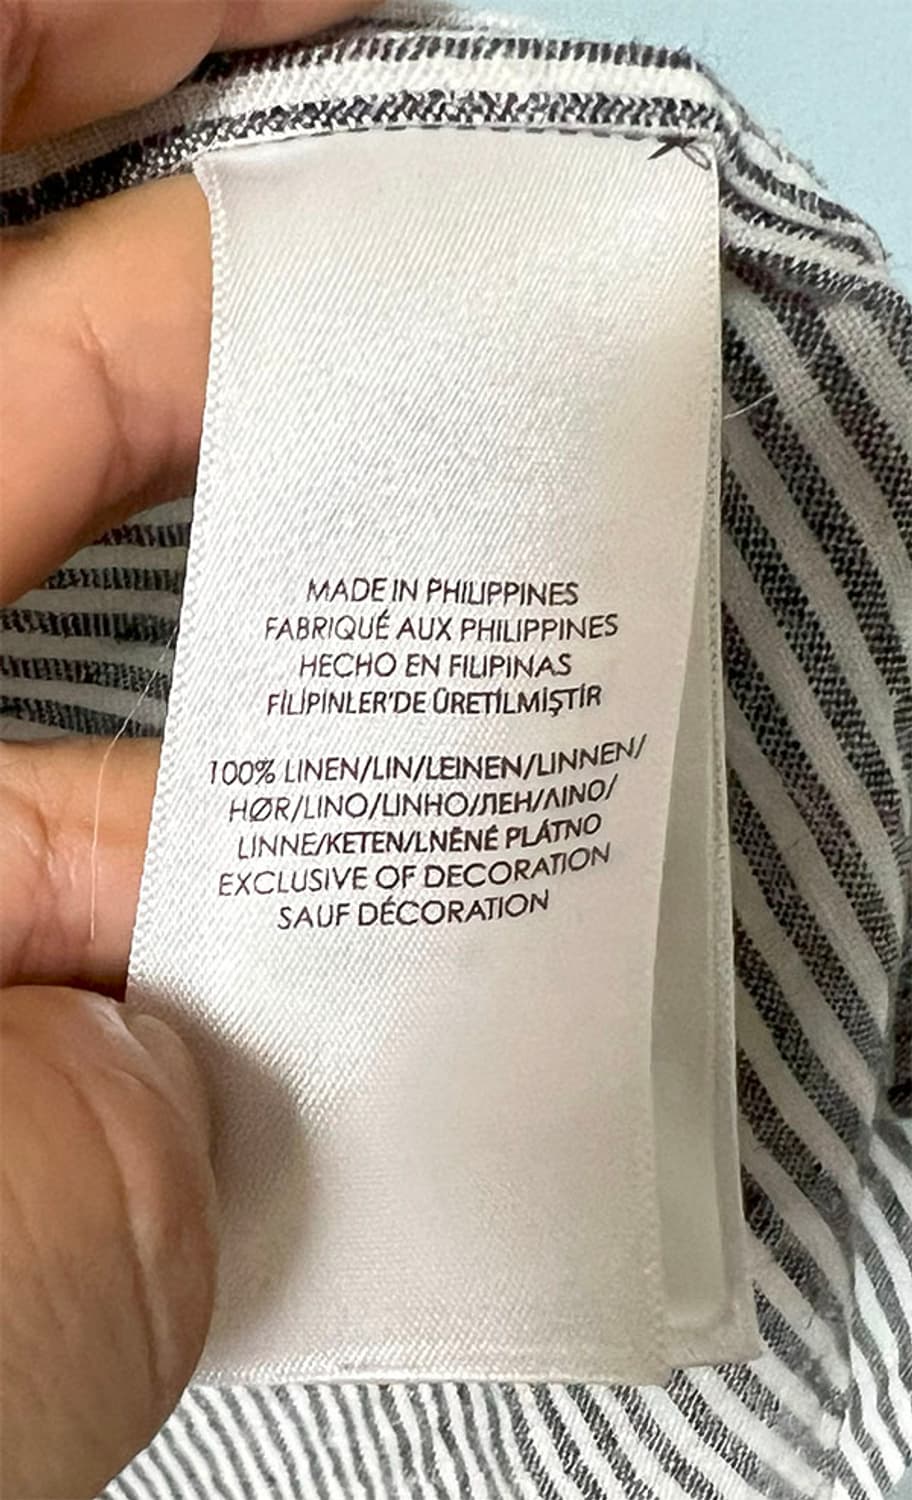 MADE IN PHILIPPINES
FABRIQUÉ AUX PHILIPPINES
HECHO EN FILIPINAS
FİLİPİNLER'DE ÜRETİLMİŞTİR
100% LINEN/LIN/LEINEN/LINNEN/
HØR/LINO/LINHO/ЛЕН/ΛΙΝΟ/
LINNE/KETEN/LNĚNÉ PLÁTNO
EXCLUSIVE OF DECORATION
SAUF DÉCORATION